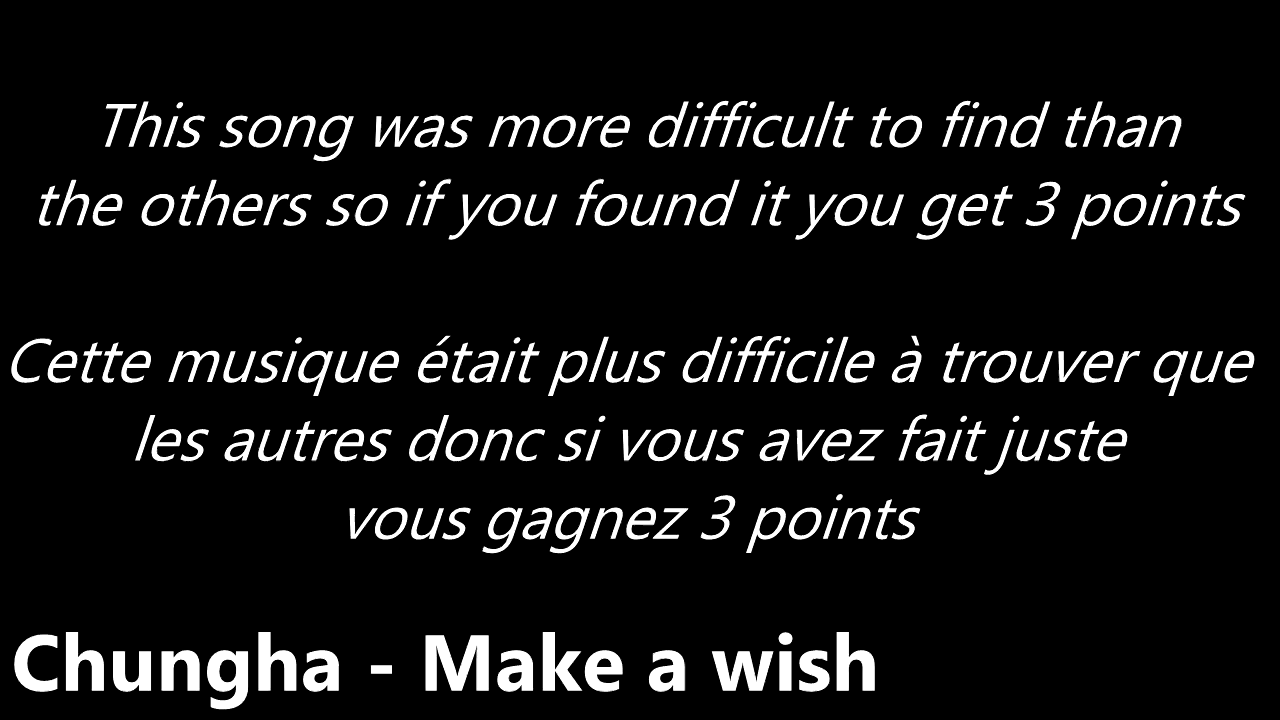 This song was more difficult to find than
the others so if you found it you get 3 points
Cette musique était plus difficile à trouver que
les autres donc si vous avez fait juste
vous gagnez 3 points
Chungha - Make a wish